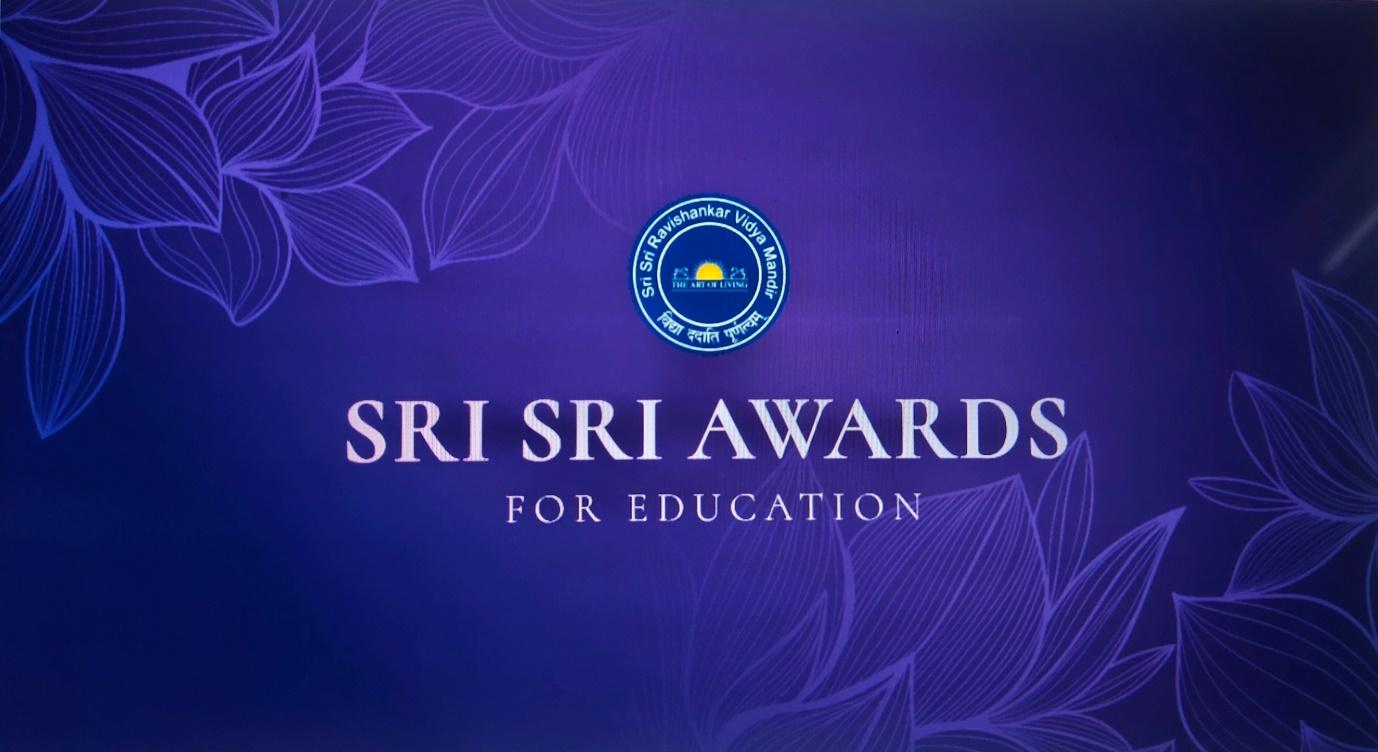 Sri Sri Ravishankar Vidya Mandir
THE ART OF LIVING
विद्या ददाति पूर्णत्वम्
SRI SRI AWARDS
FOR EDUCATION